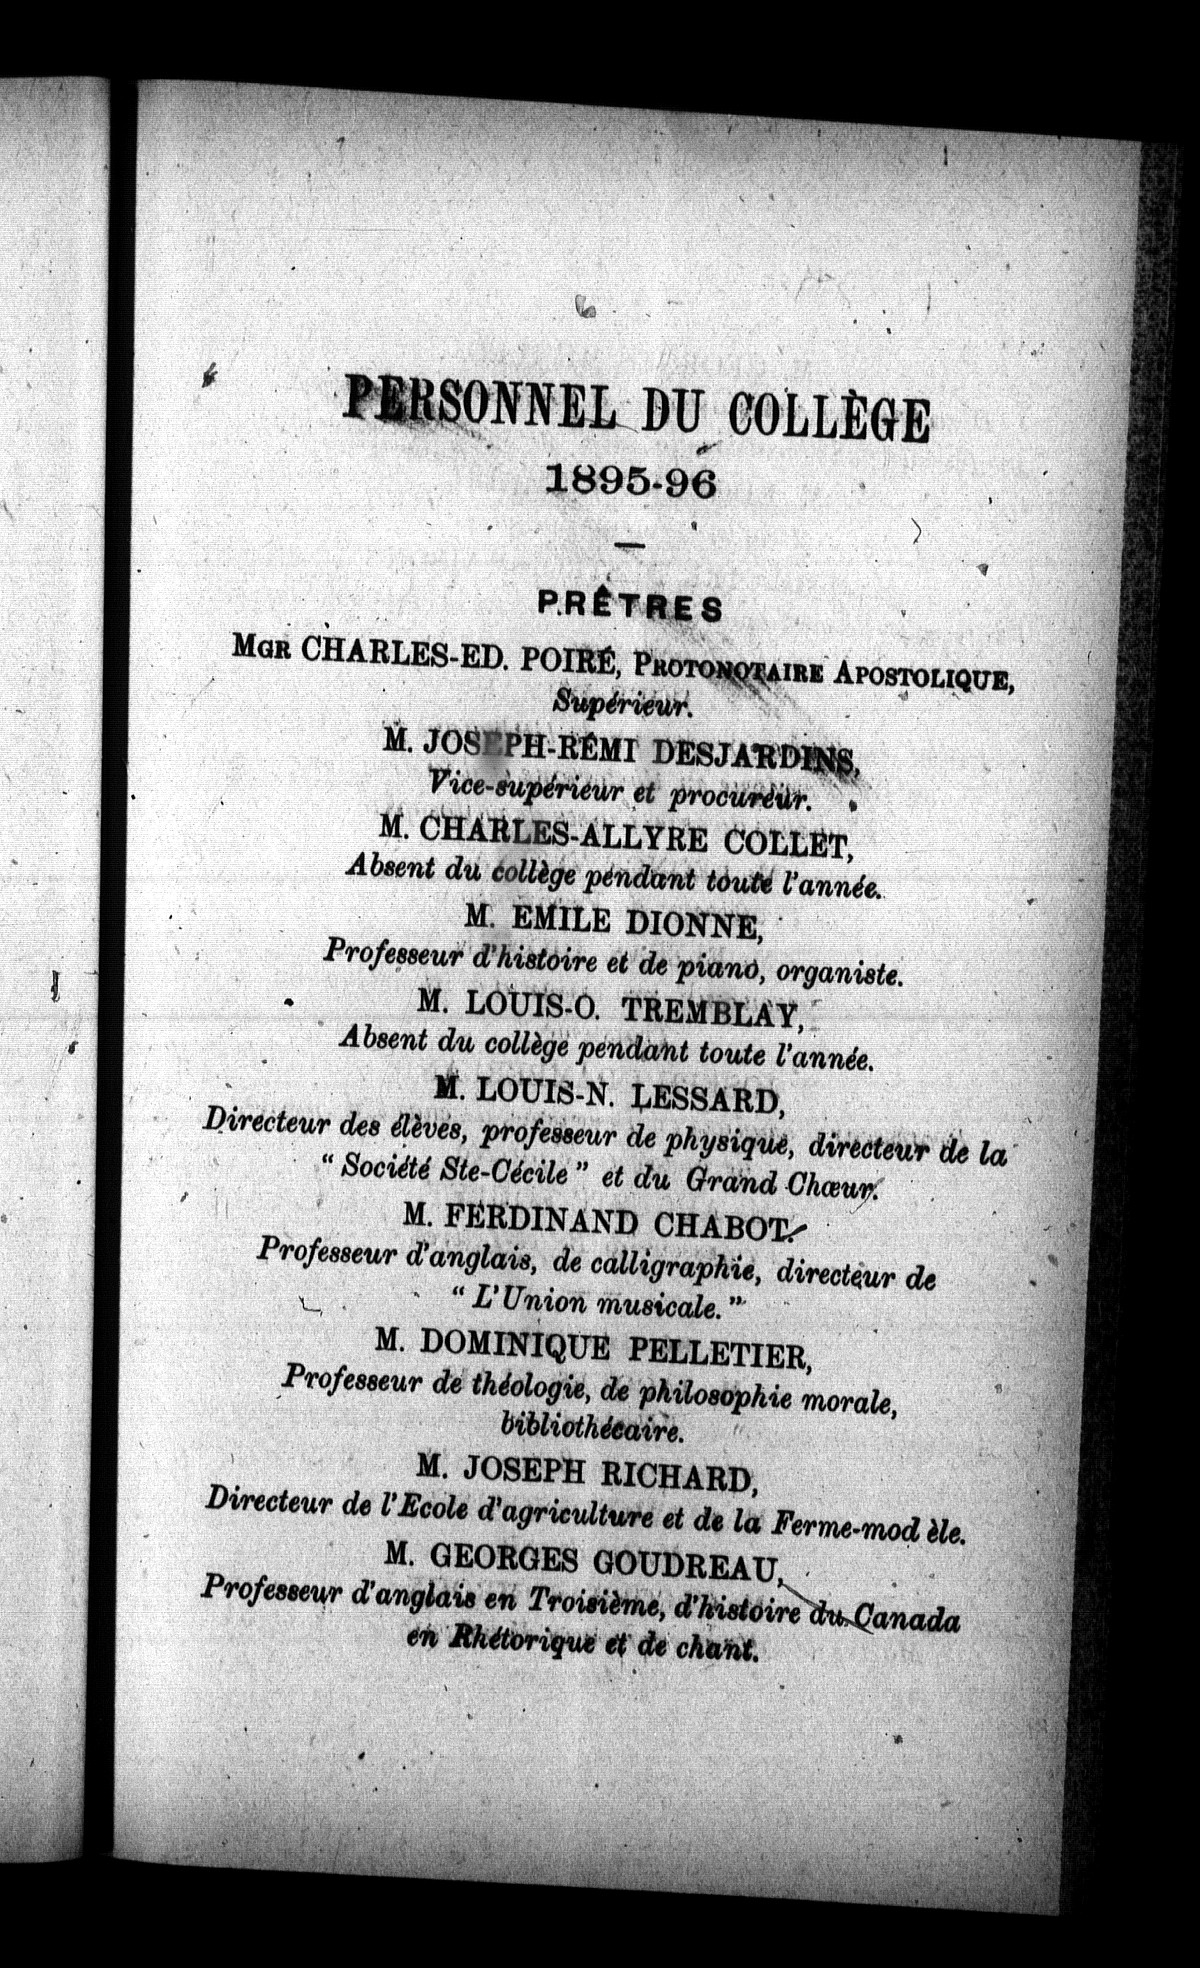 PERSONNEL DU COLLÈGE
1895-96
PRÊTRES
MGR CHARLES-ED. POIRÉ, PROTONOTAIRE APOSTOLIQUE,
Supérieur.
M. JOSEPH-RÉMI DESJARDINS,
Vice-supérieur et procureur.
M. CHARLES-ALLYRE COLLET,
Absent du collège pendant toute l'année.
M. EMILE DIONNE,
Professeur d'histoire et de piano, organiste.
M. LOUIS-O. TREMBLAY,
Absent du collège pendant toute l'année.
M. LOUIS-N. LESSARD,
Directeur des élèves, professeur de physique, directeur de la
“ Société Ste-Cécile ” et du Grand Chœur.
M. FERDINAND CHABOT.
Professeur d'anglais, de calligraphie, directeur de
“ L'Union musicale. ”
M. DOMINIQUE PELLETIER,
Professeur de théologie, de philosophie morale,
bibliothécaire.
M. JOSEPH RICHARD,
Directeur de l'Ecole d'agriculture et de la Ferme-mod èle.
M. GEORGES GOUDREAU,
Professeur d'anglais en Troisième, d'histoire du Canada
en Rhétorique et de chant.